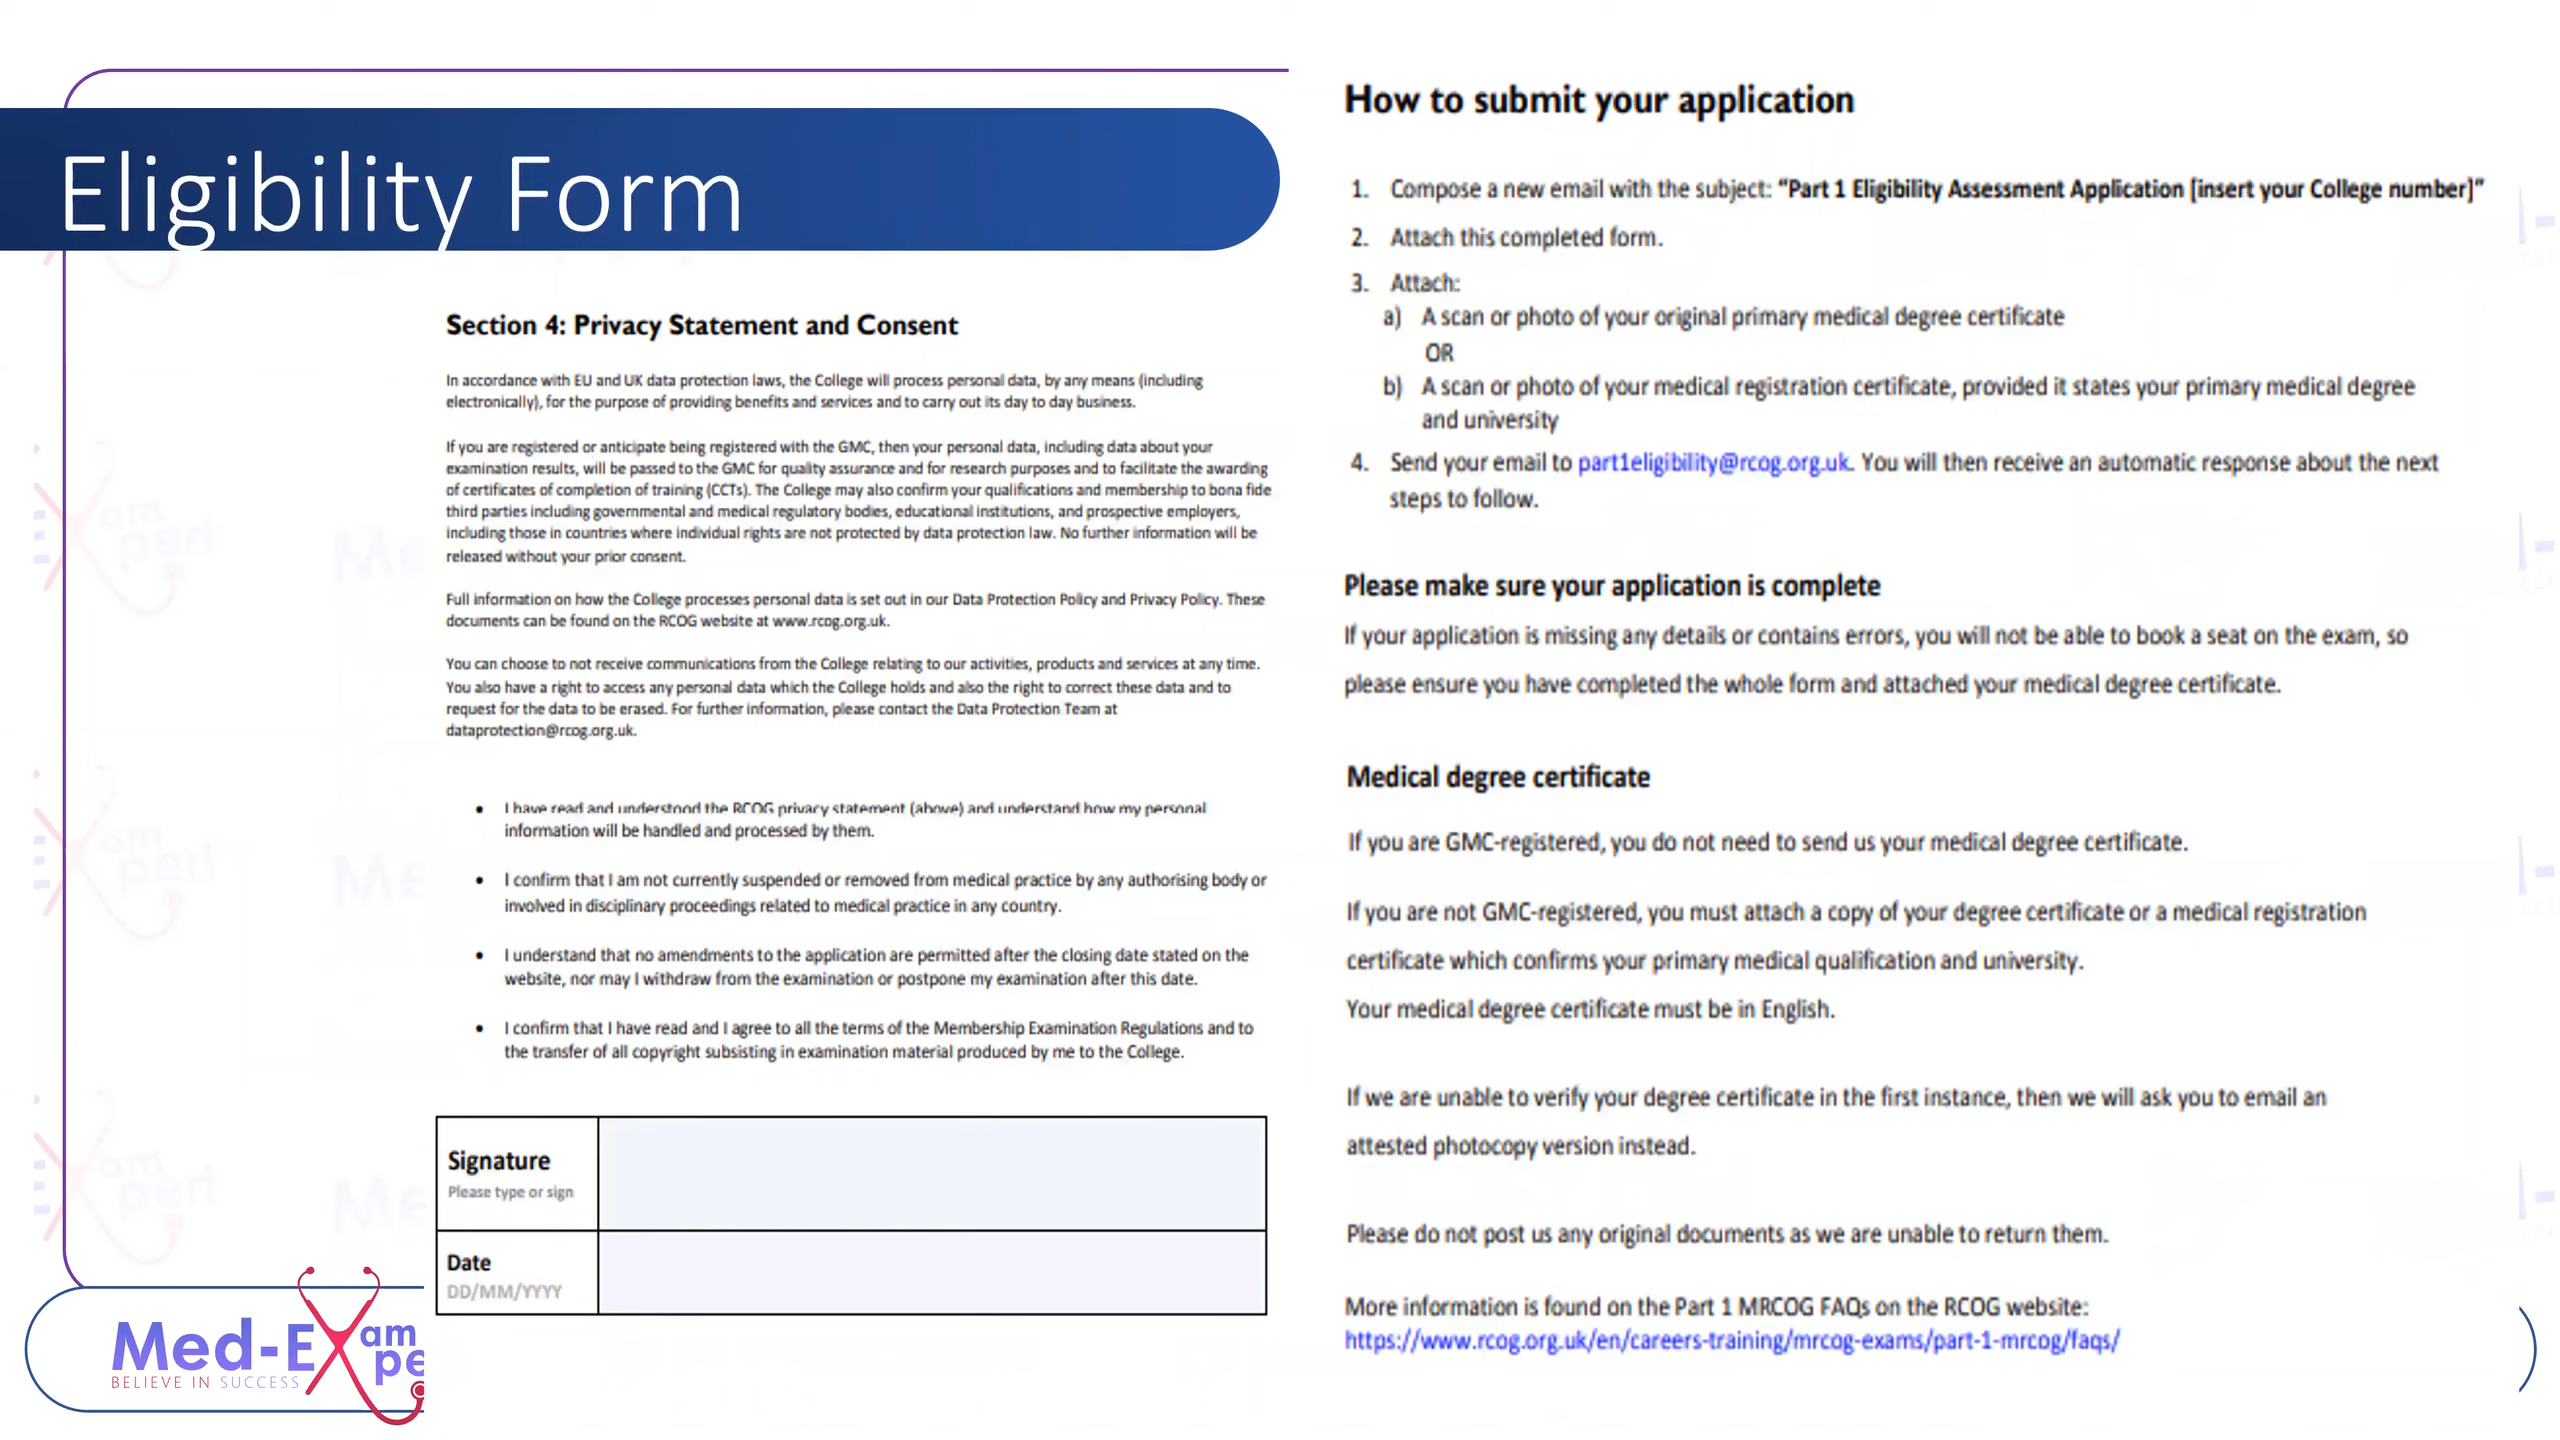 Eligibility Form
Section 4: Privacy Statement and Consent
In accordance with EU and UK data protection laws, the College will process personal data, by any means (including
electronically), for the purpose of providing benefits and services and to carry out its day to day business.
If you are registered or anticipate being registered with the GMC, then your personal data, including data about your
examination results, will be passed to the GMC for quality assurance and for research purposes and to facilitate the awarding
of certificates of completion of training (CCTs). The College may also confirm your qualifications and membership to bona fide
third parties including governmental and medical regulatory bodies, educational institutions, and prospective employers,
including those in countries where individual rights are not protected by data protection law. No further information will be
released without your prior consent.
Full information on how the College processes personal data is set out in our Data Protection Policy and Privacy Policy. These
documents can be found on the RCOG website at www.rcog.org.uk.
You can choose to not receive communications from the College relating to our activities, products and services at any time.
You also have a right to access any personal data which the College holds and also the right to correct these data and to
request for the data to be erased. For further information, please contact the Data Protection Team at
dataprotection@rcog.org.uk.
• I have read and understood the RCOG privacy statement (above) and understand how my personal
information will be handled and processed by them.
• I confirm that I am not currently suspended or removed from medical practice by any authorising body or
involved in disciplinary proceedings related to medical practice in any country.
• I understand that no amendments to the application are permitted after the closing date stated on the
website, nor may I withdraw from the examination or postpone my examination after this date.
• I confirm that I have read and I agree to all the terms of the Membership Examination Regulations and to
the transfer of all copyright subsisting in examination material produced by me to the College.
Signature
Please type or sign
Date
DD/MM/YYYY
Med-Exam
pe
BELIEVE IN SUCCESS
How to submit your application
1. Compose a new email with the subject: “Part 1 Eligibility Assessment Application [insert your College number]”
2. Attach this completed form.
3. Attach:
a) A scan or photo of your original primary medical degree certificate
OR
b) A scan or photo of your medical registration certificate, provided it states your primary medical degree
and university
4. Send your email to part1eligibility@rcog.org.uk. You will then receive an automatic response about the next
steps to follow.
Please make sure your application is complete
If your application is missing any details or contains errors, you will not be able to book a seat on the exam, so
please ensure you have completed the whole form and attached your medical degree certificate.
Medical degree certificate
If you are GMC-registered, you do not need to send us your medical degree certificate.
If you are not GMC-registered, you must attach a copy of your degree certificate or a medical registration
certificate which confirms your primary medical qualification and university.
Your medical degree certificate must be in English.
If we are unable to verify your degree certificate in the first instance, then we will ask you to email an
attested photocopy version instead.
Please do not post us any original documents as we are unable to return them.
More information is found on the Part 1 MRCOG FAQs on the RCOG website:
https://www.rcog.org.uk/en/careers-training/mrcog-exams/part-1-mrcog/faqs/